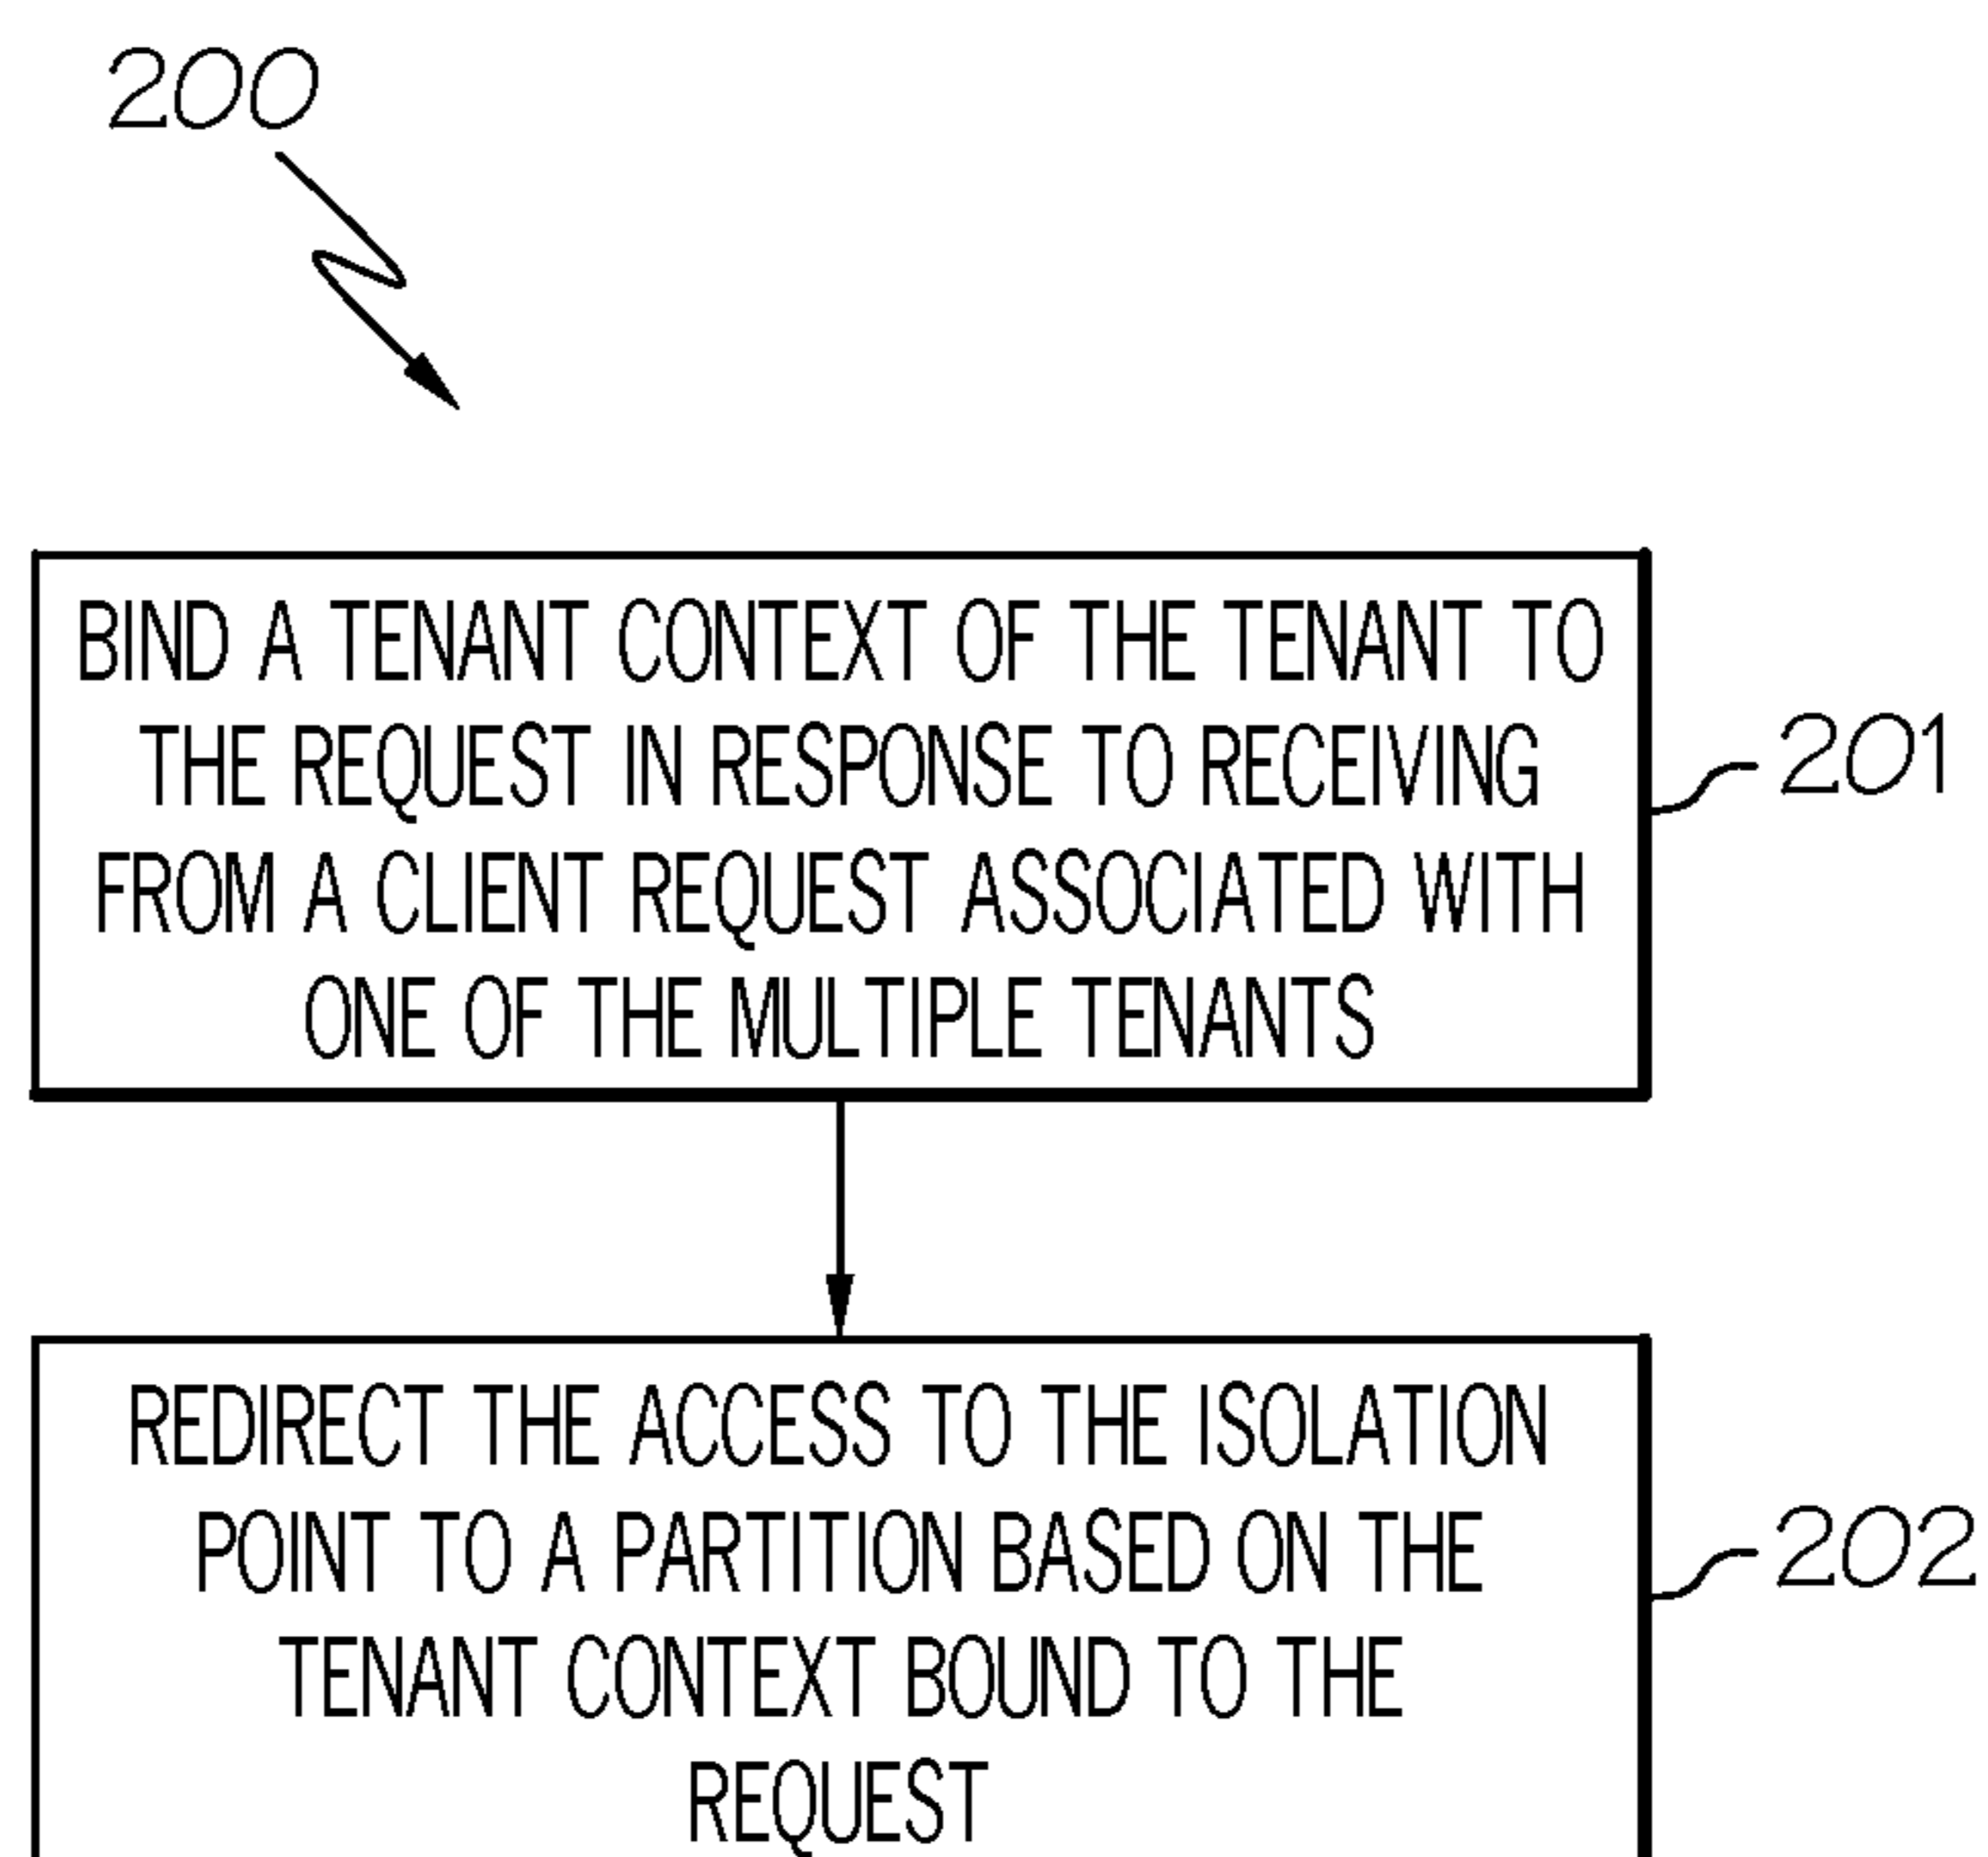 200
BIND A TENANT CONTEXT OF THE TENANT TO
THE REQUEST IN RESPONSE TO RECEIVING
FROM A CLIENT REQUEST ASSOCIATED WITH
ONE OF THE MULTIPLE TENANTS
201
REDIRECT THE ACCESS TO THE ISOLATION
POINT TO A PARTITION BASED ON THE
TENANT CONTEXT BOUND TO THE
REQUEST
202